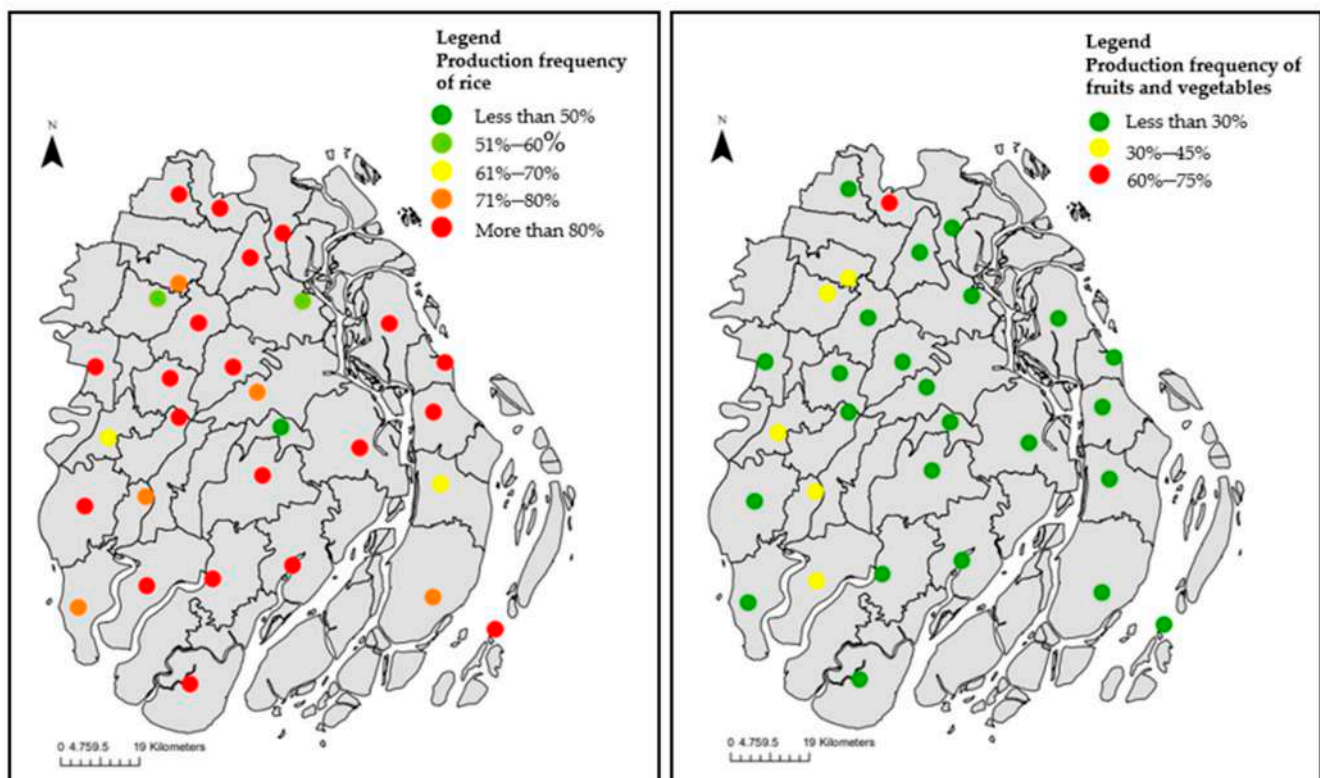 Legend
Production frequency
of rice
Less than 50%
51%–60%
61%–70%
71%–80%
More than 80%
N
0 4.759.5 19 Kilometers
Legend
Production frequency of
fruits and vegetables
Less than 30%
30%–45%
60%–75%
N
0 4.759.5 19 Kilometers